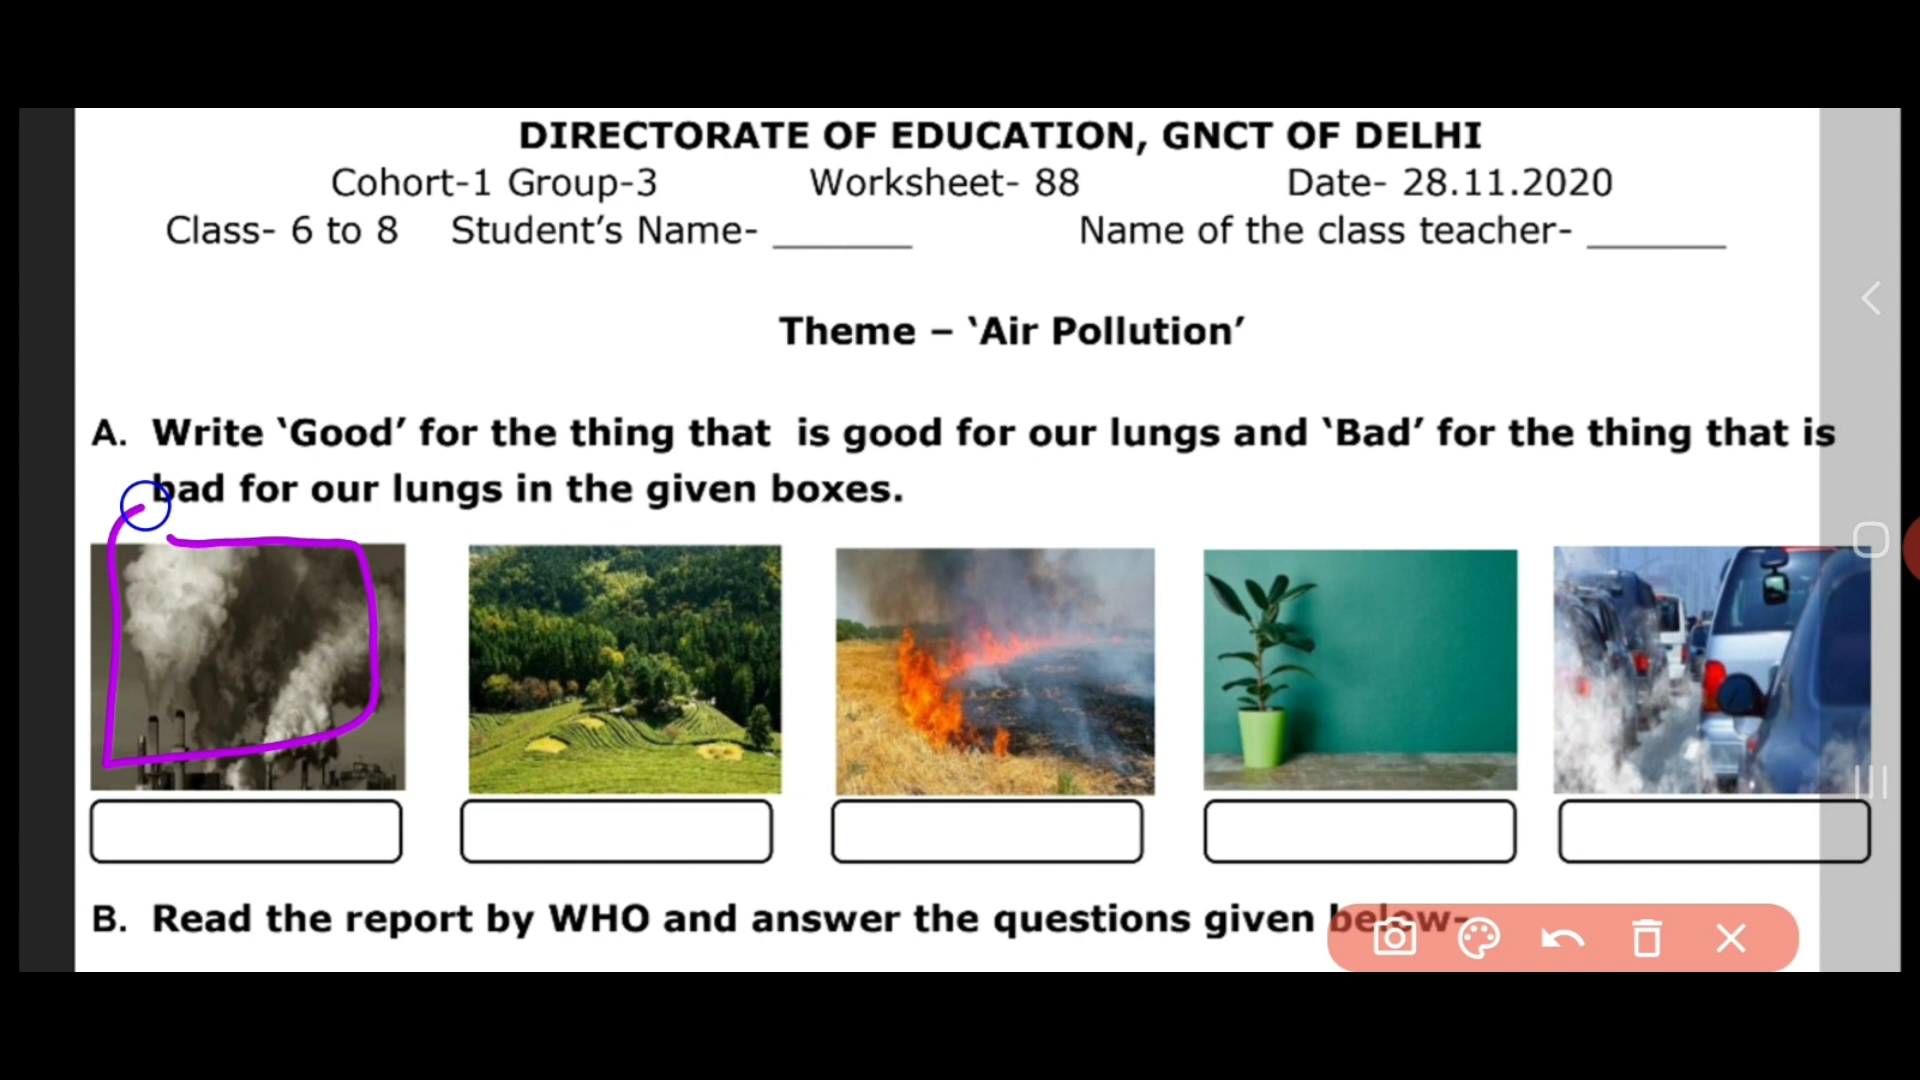 DIRECTORATE OF EDUCATION, GNCT OF DELHI
Cohort-1 Group-3 Worksheet- 88 Date- 28.11.2020
Class- 6 to 8 Student’s Name- _______ Name of the class teacher- _______
Theme – ‘Air Pollution’
A. Write ‘Good’ for the thing that is good for our lungs and ‘Bad’ for the thing that is
bad for our lungs in the given boxes.
B. Read the report by WHO and answer the questions given below-